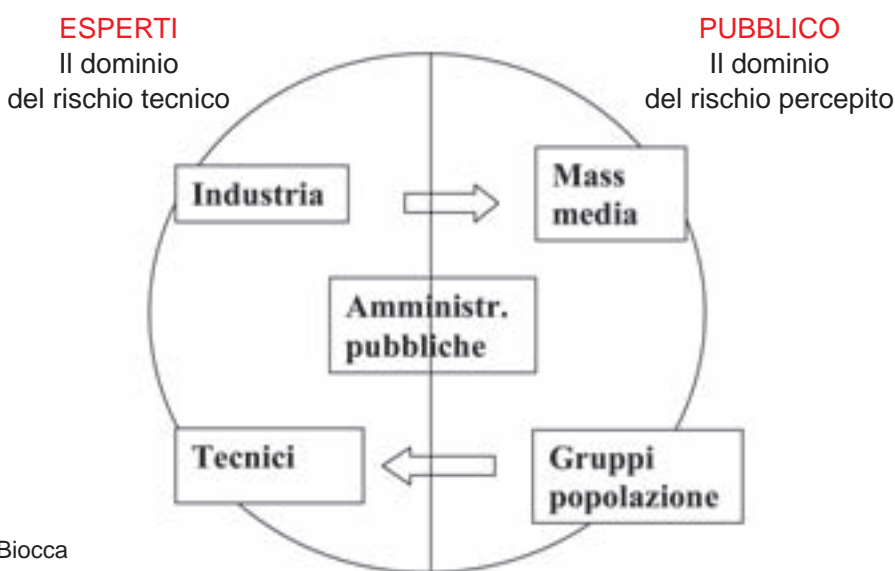 ESPERTI
Il dominio
del rischio tecnico
PUBBLICO
Il dominio
del rischio percepito
Industria
Mass
media
Amministr.
pubbliche
Tecnici
Gruppi
popolazione
Biocca